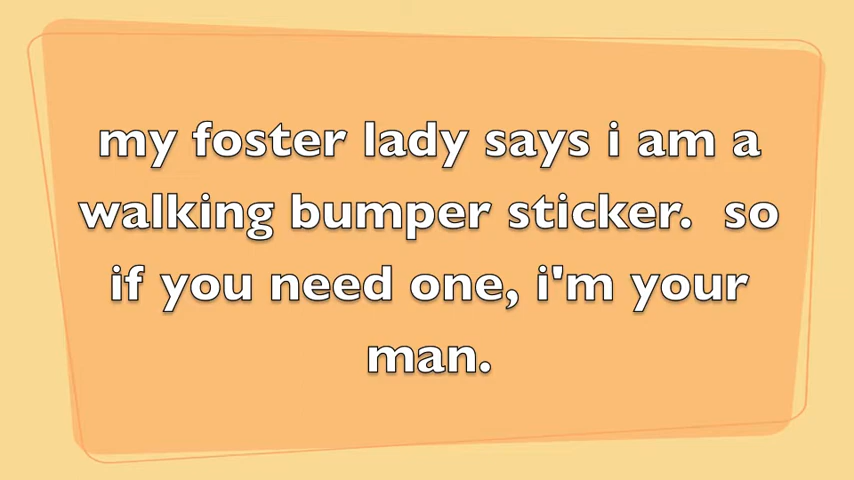 my foster lady says i am a
walking bumper sticker.  so
if you need one, i'm your
man.